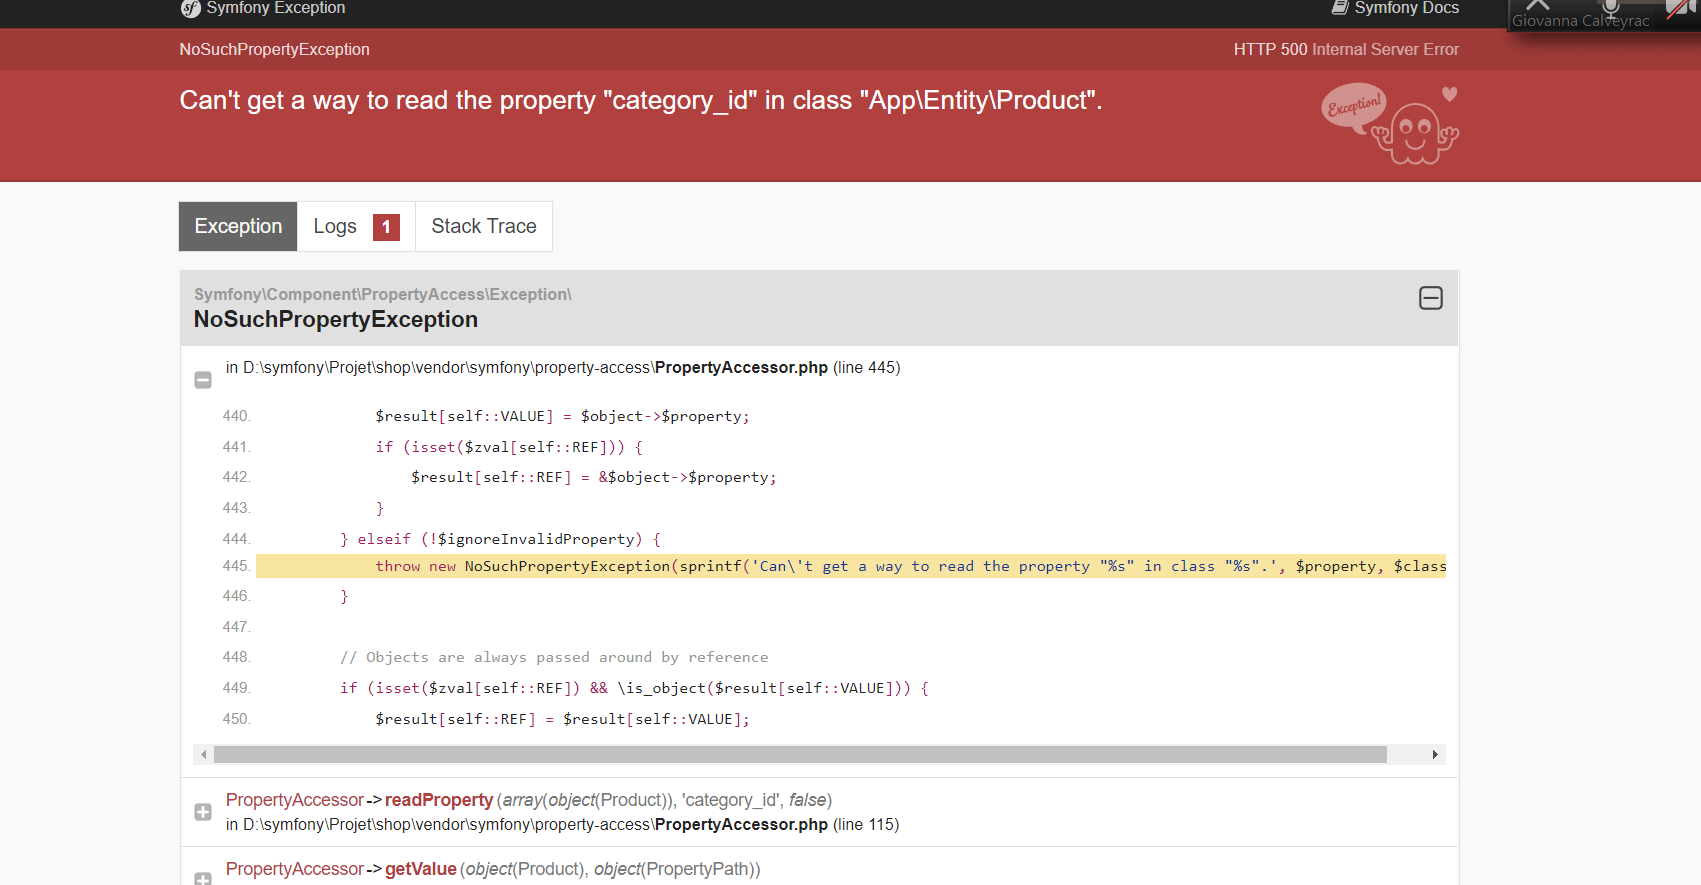 sf Symfony Exception
Symfony Docs
Giovanna Calveyrac
NoSuchPropertyException
HTTP 500 Internal Server Error
Can't get a way to read the property "category_id" in class "App\Entity\Product".
Exception!
Exception
Logs 1
Stack Trace
Symfony\Component\PropertyAccess\Exception\
NoSuchPropertyException
in D:\symfony\Projet\shop\vendor\symfony\property-access\PropertyAccessor.php (line 445)
440. $result[self::VALUE] = $object->$property;
441. if (isset($zval[self::REF])) {
442. $result[self::REF] = &$object->$property;
443. }
444. } elseif (!$ignoreInvalidProperty) {
445. throw new NoSuchPropertyException(sprintf('Can\'t get a way to read the property "%s" in class "%s".', $property, $class
446. }
447.
448. // Objects are always passed around by reference
449. if (isset($zval[self::REF]) && \is_object($result[self::VALUE])) {
450. $result[self::REF] = $result[self::VALUE];
PropertyAccessor->readProperty(array(object(Product)), 'category_id', false)
in D:\symfony\Projet\shop\vendor\symfony\property-access\PropertyAccessor.php (line 115)
PropertyAccessor->getValue(object(Product), object(PropertyPath))